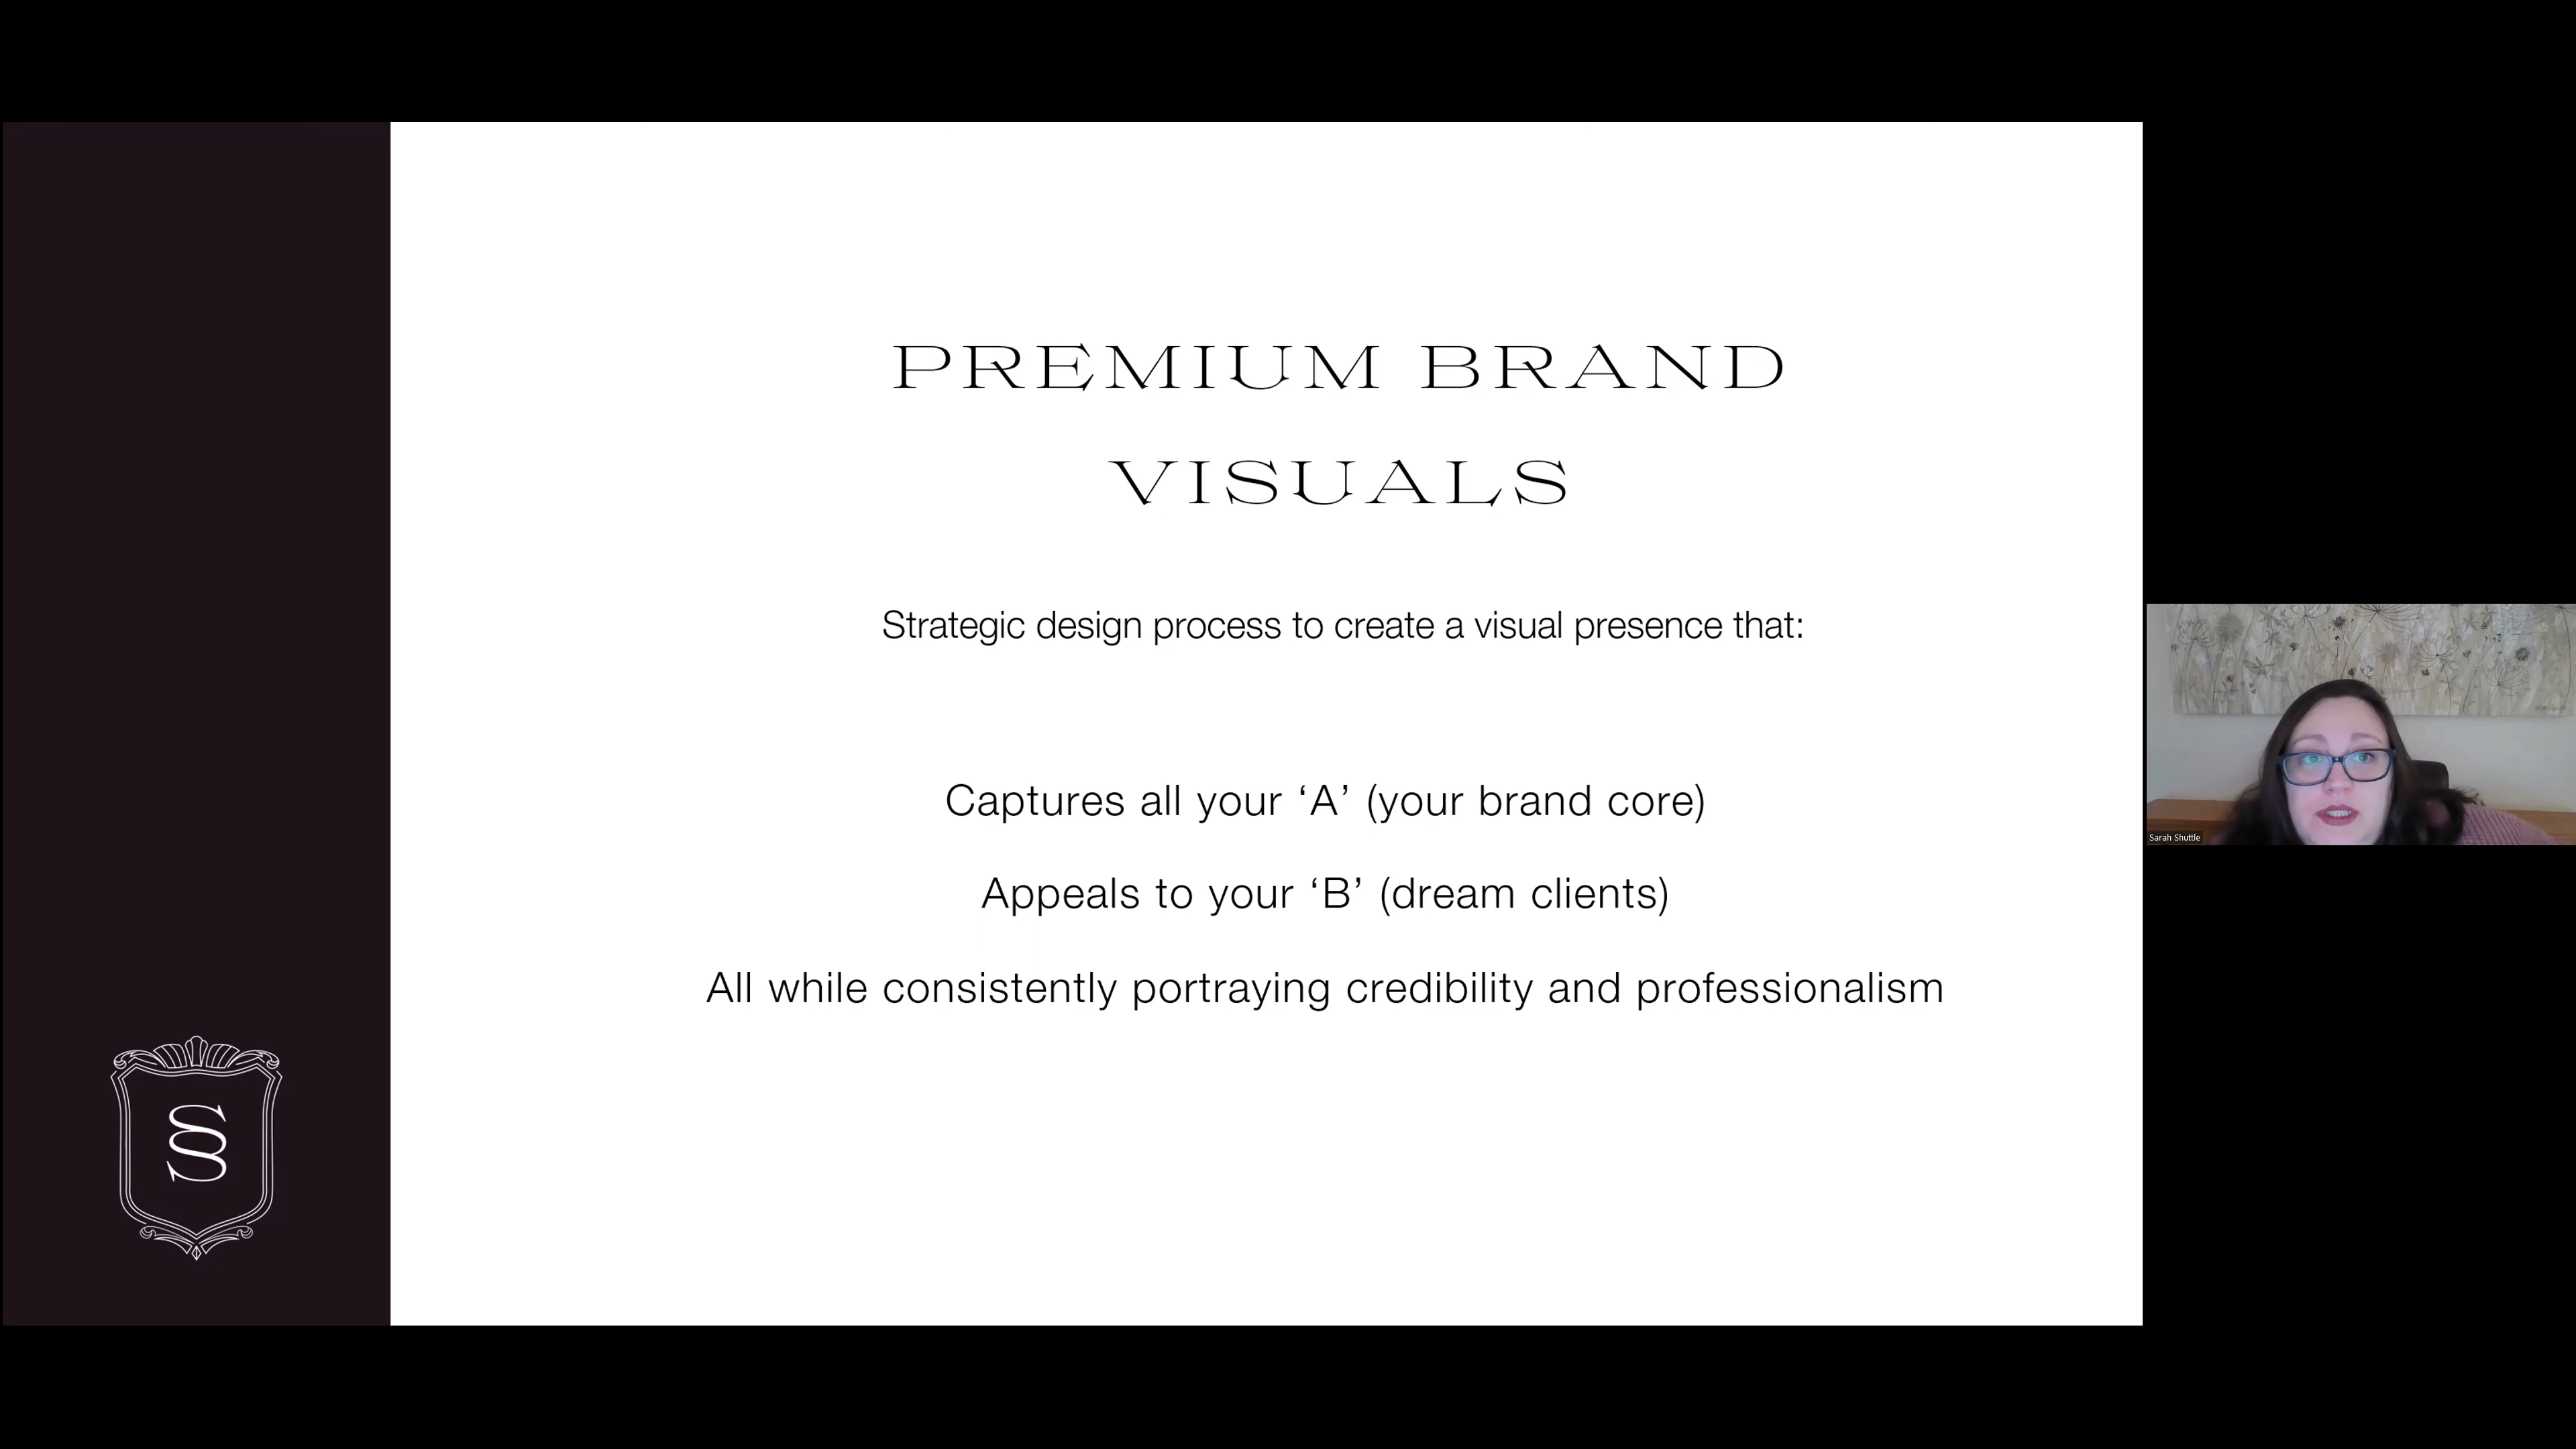 PREMIUM BRAND
VISUALS
Strategic design process to create a visual presence that:
Captures all your ‘A’ (your brand core)
Appeals to your ‘B’ (dream clients)
All while consistently portraying credibility and professionalism
SS
Sarah Shuttle